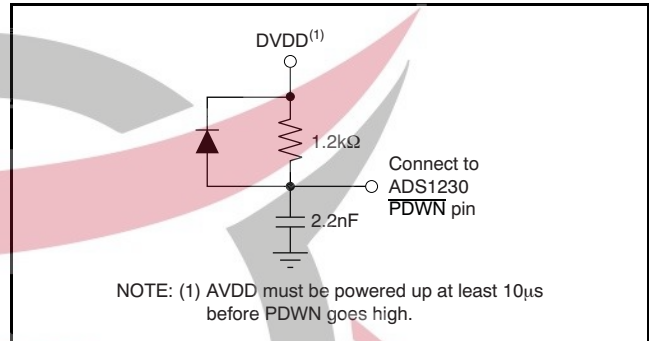 DVDD(1)
1.2kΩ
Connect to
ADS1230
PDWN pin
2.2nF
NOTE: (1) AVDD must be powered up at least 10μs
before PDWN goes high.